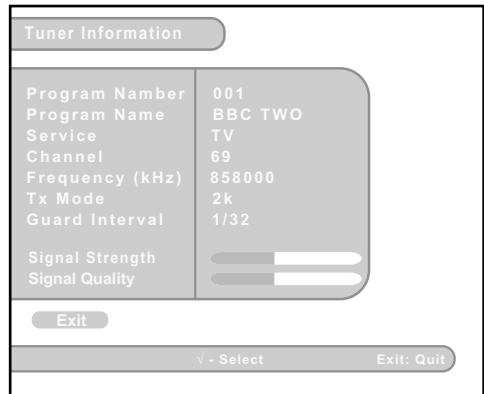 Tuner Information
Program Namber 001
Program Name BBC TWO
Service TV
Channel 69
Frequency (kHz) 858000
Tx Mode 2k
Guard Interval 1/32
Signal Strength
Signal Quality
Exit
√ - Select Exit: Quit